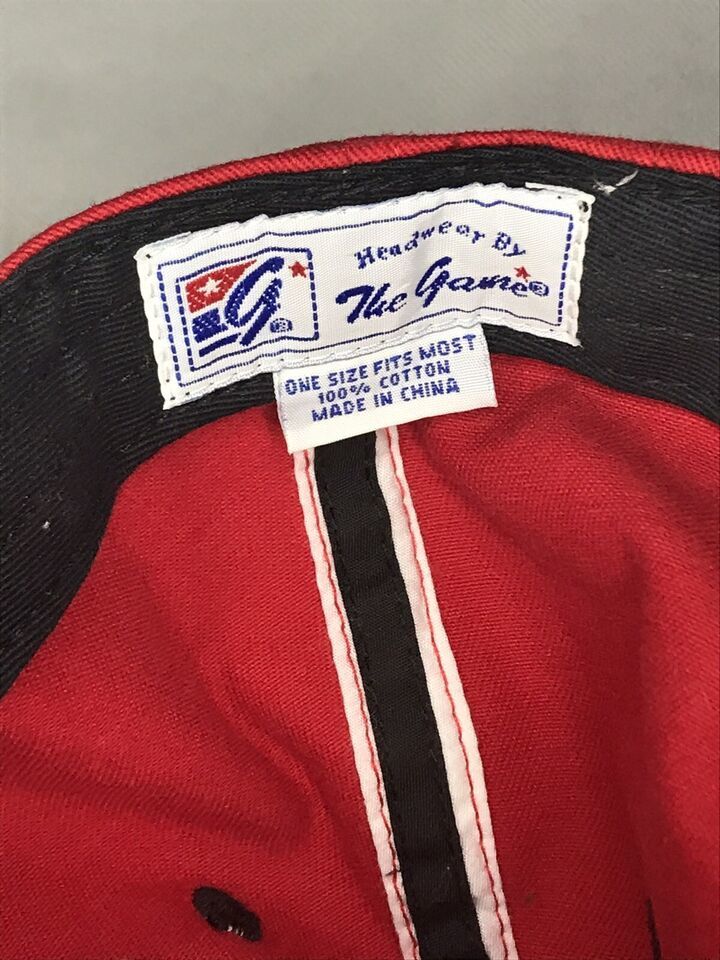 G®
Headwear By
The Game®
ONE SIZE FITS MOST
100% COTTON
MADE IN CHINA